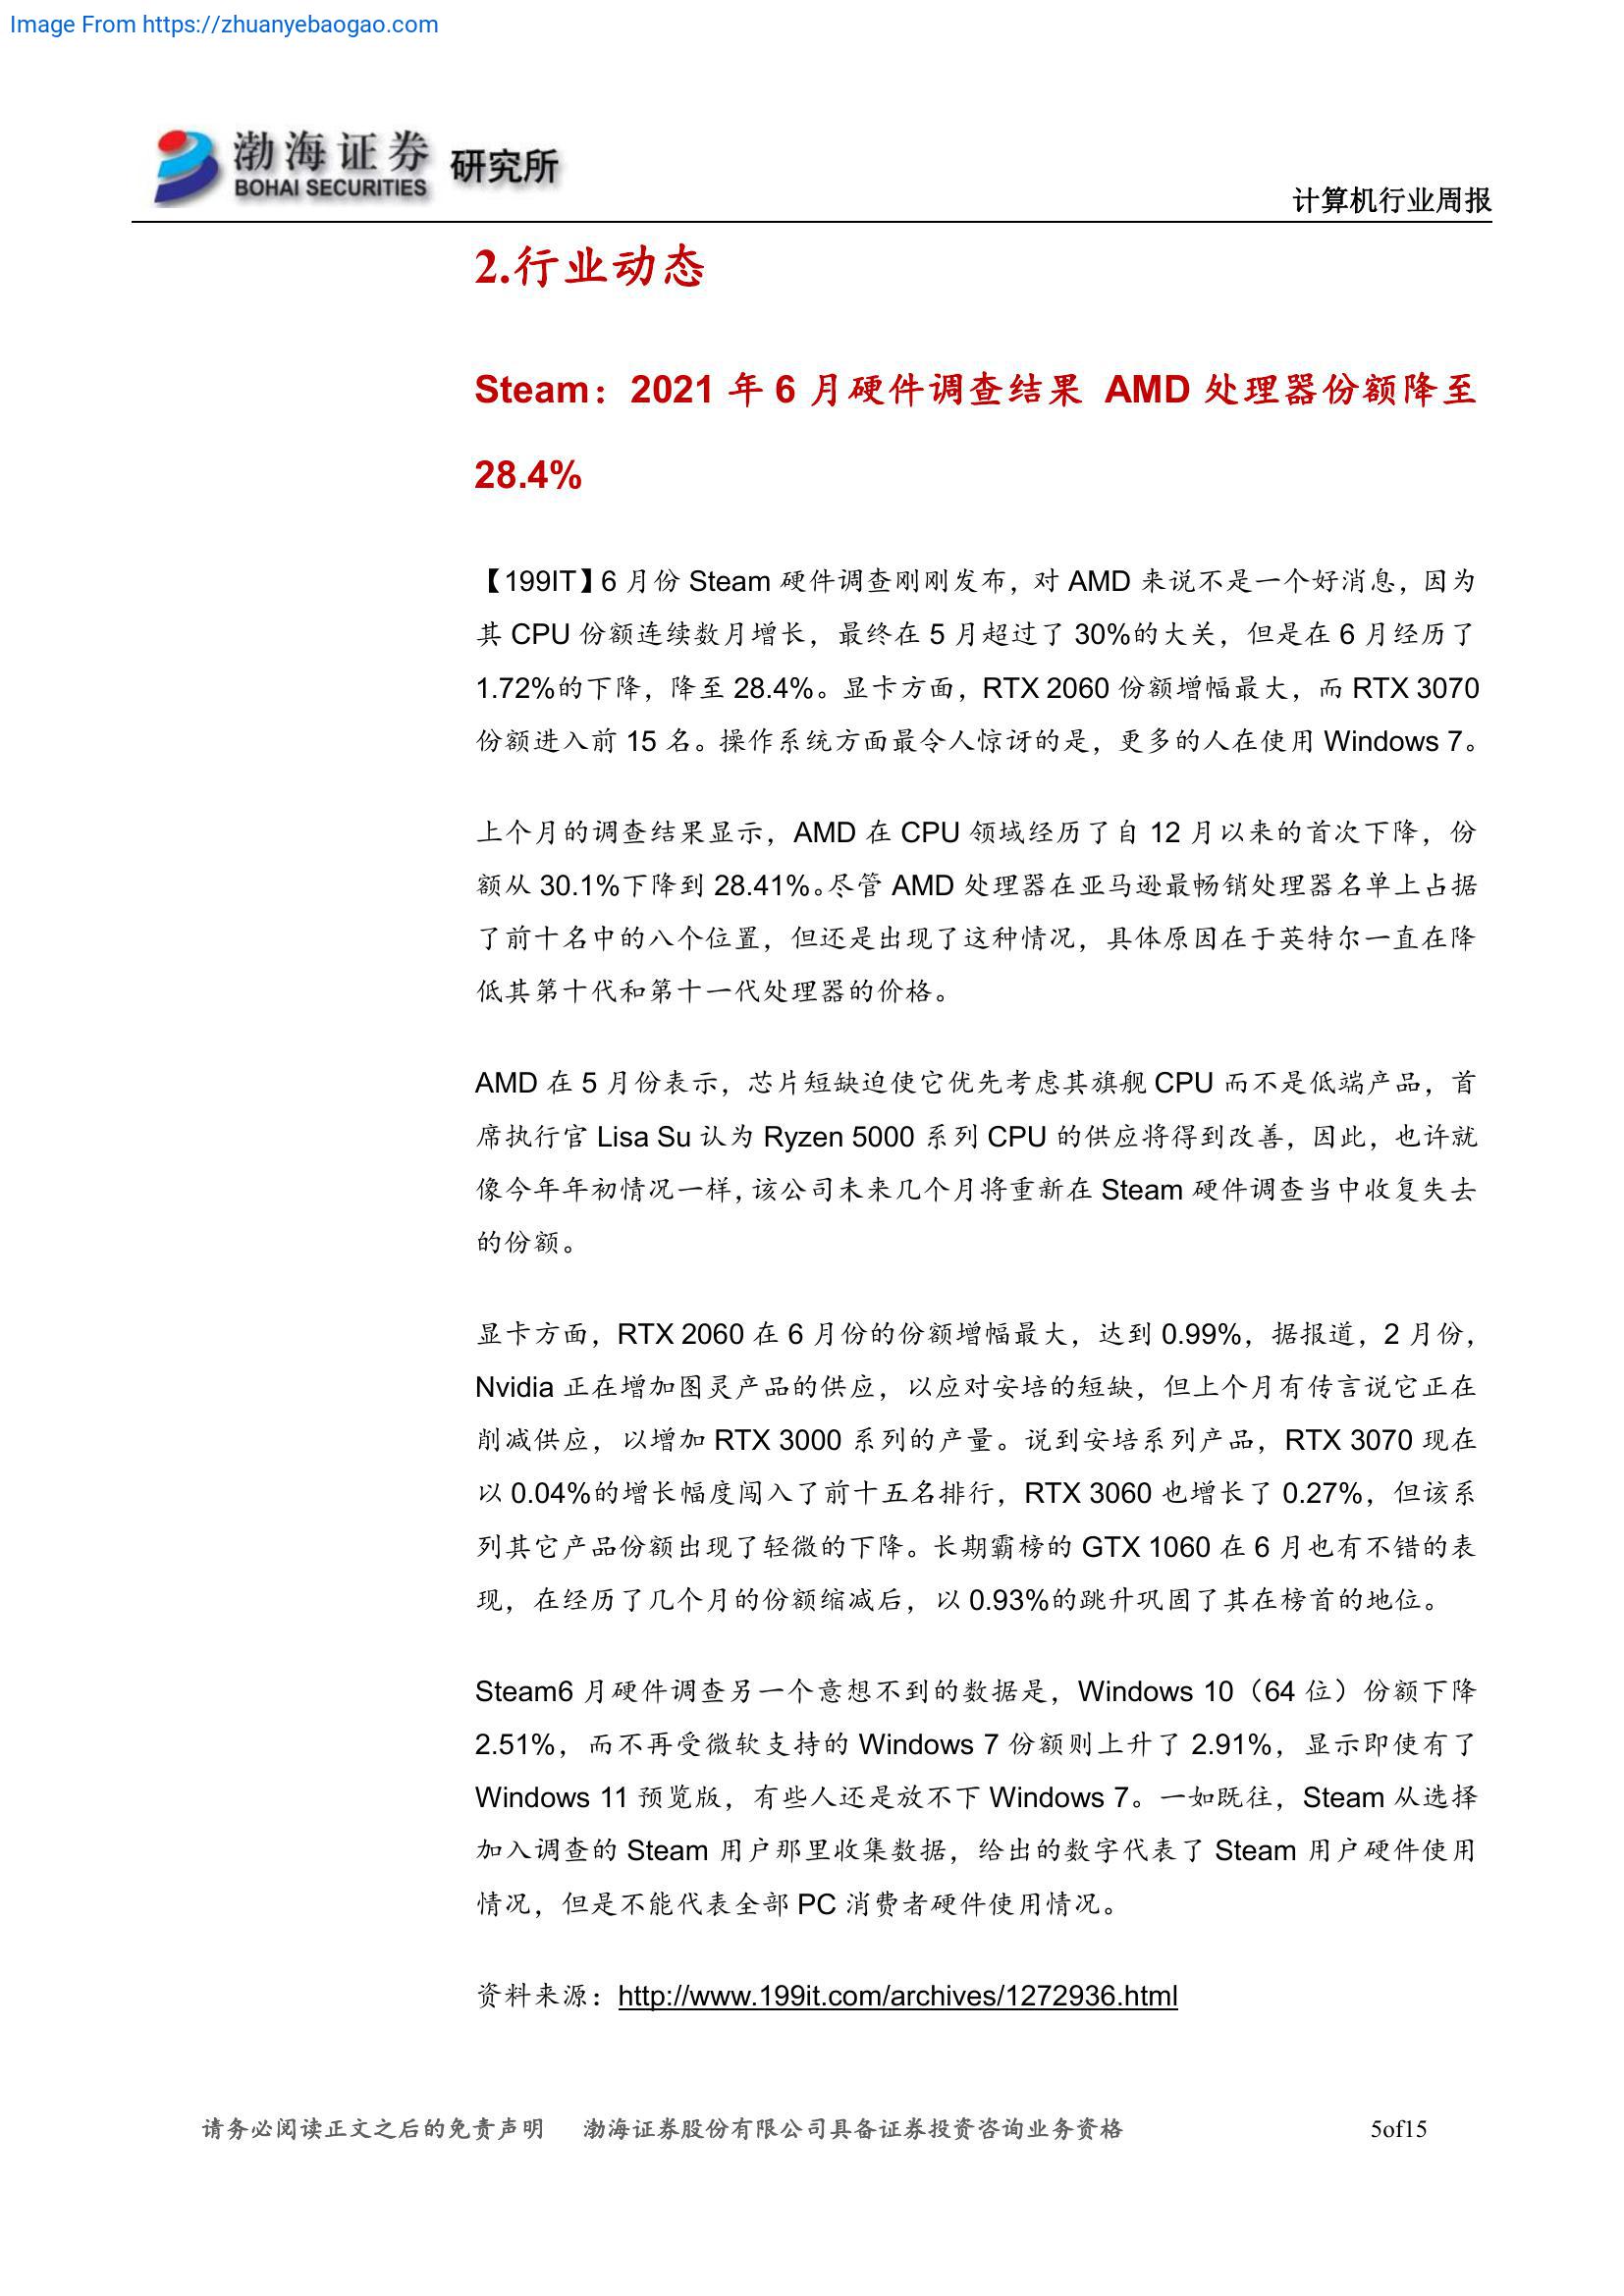 Image From https://zhuanyebaogao.com
渤海证券 研究所
BOHAI SECURITIES
计算机行业周报
2.行业动态
Steam：2021 年 6 月硬件调查结果 AMD 处理器份额降至
28.4%
【199IT】6 月份 Steam 硬件调查刚刚发布，对 AMD 来说不是一个好消息，因为
其 CPU 份额连续数月增长，最终在 5 月超过了 30%的大关，但是在 6 月经历了
1.72%的下降，降至 28.4%。显卡方面，RTX 2060 份额增幅最大，而 RTX 3070
份额进入前 15 名。操作系统方面最令人惊讶的是，更多的人在使用 Windows 7。
上个月的调查结果显示，AMD 在 CPU 领域经历了自 12 月以来的首次下降，份
额从 30.1%下降到 28.41%。尽管 AMD 处理器在亚马逊最畅销处理器名单上占据
了前十名中的八个位置，但还是出现了这种情况，具体原因在于英特尔一直在降
低其第十代和第十一代处理器的价格。
AMD 在 5 月份表示，芯片短缺迫使它优先考虑其旗舰 CPU 而不是低端产品，首
席执行官 Lisa Su 认为 Ryzen 5000 系列 CPU 的供应将得到改善，因此，也许就
像今年年初情况一样，该公司未来几个月将重新在 Steam 硬件调查当中收复失去
的份额。
显卡方面，RTX 2060 在 6 月份的份额增幅最大，达到 0.99%，据报道，2 月份，
Nvidia 正在增加图灵产品的供应，以应对安培的短缺，但上个月有传言说它正在
削减供应，以增加 RTX 3000 系列的产量。说到安培系列产品，RTX 3070 现在
以 0.04%的增长幅度闯入了前十五名排行，RTX 3060 也增长了 0.27%，但该系
列其它产品份额出现了轻微的下降。长期霸榜的 GTX 1060 在 6 月也有不错的表
现，在经历了几个月的份额缩减后，以 0.93%的跳升巩固了其在榜首的地位。
Steam6 月硬件调查另一个意想不到的数据是，Windows 10（64 位）份额下降
2.51%，而不再受微软支持的 Windows 7 份额则上升了 2.91%，显示即使有了
Windows 11 预览版，有些人还是放不下 Windows 7。一如既往，Steam 从选择
加入调查的 Steam 用户那里收集数据，给出的数字代表了 Steam 用户硬件使用
情况，但是不能代表全部 PC 消费者硬件使用情况。
资料来源：http://www.199it.com/archives/1272936.html
请务必阅读正文之后的免责声明 渤海证券股份有限公司具备证券投资咨询业务资格 5of15